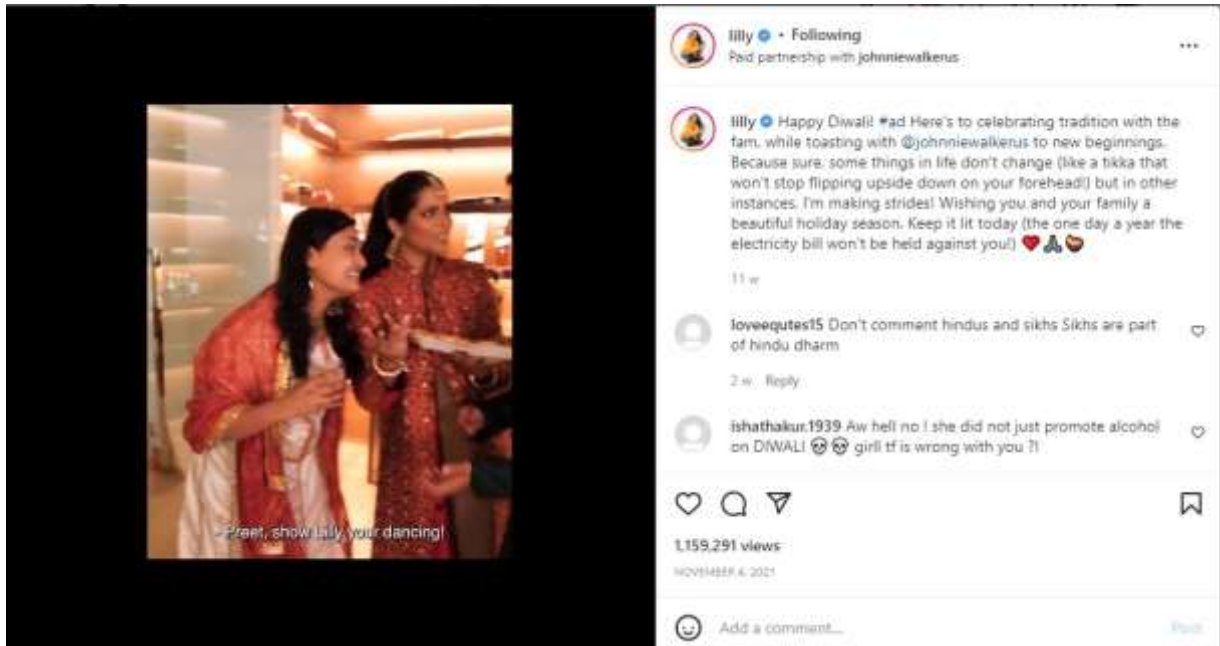 lilly • Following
Paid partnership with johnniewalkerus
lilly Happy Diwali! #ad Here's to celebrating tradition with the
fam, while toasting with @johnniewalkerus to new beginnings.
Because sure, some things in life don't change (like a tikka that
won't stop flipping upside down on your forehead!) but in other
instances, I'm making strides! Wishing you and your family a
beautiful holiday season. Keep it lit today (the one day a year the
electricity bill won't be held against you!) ❤️🙏🪔
11 w
loveequtes15 Don't comment hindus and sikhs Sikhs are part
of hindu dharm
2 w Reply
ishathakur.1939 Aw hell no ! she did not just promote alcohol
on DIWALI 💀💀 girll tf is wrong with you ?!
- Preet, show Lilly your dancing!
1,159,291 views
NOVEMBER 4, 2021
Add a comment...
Post